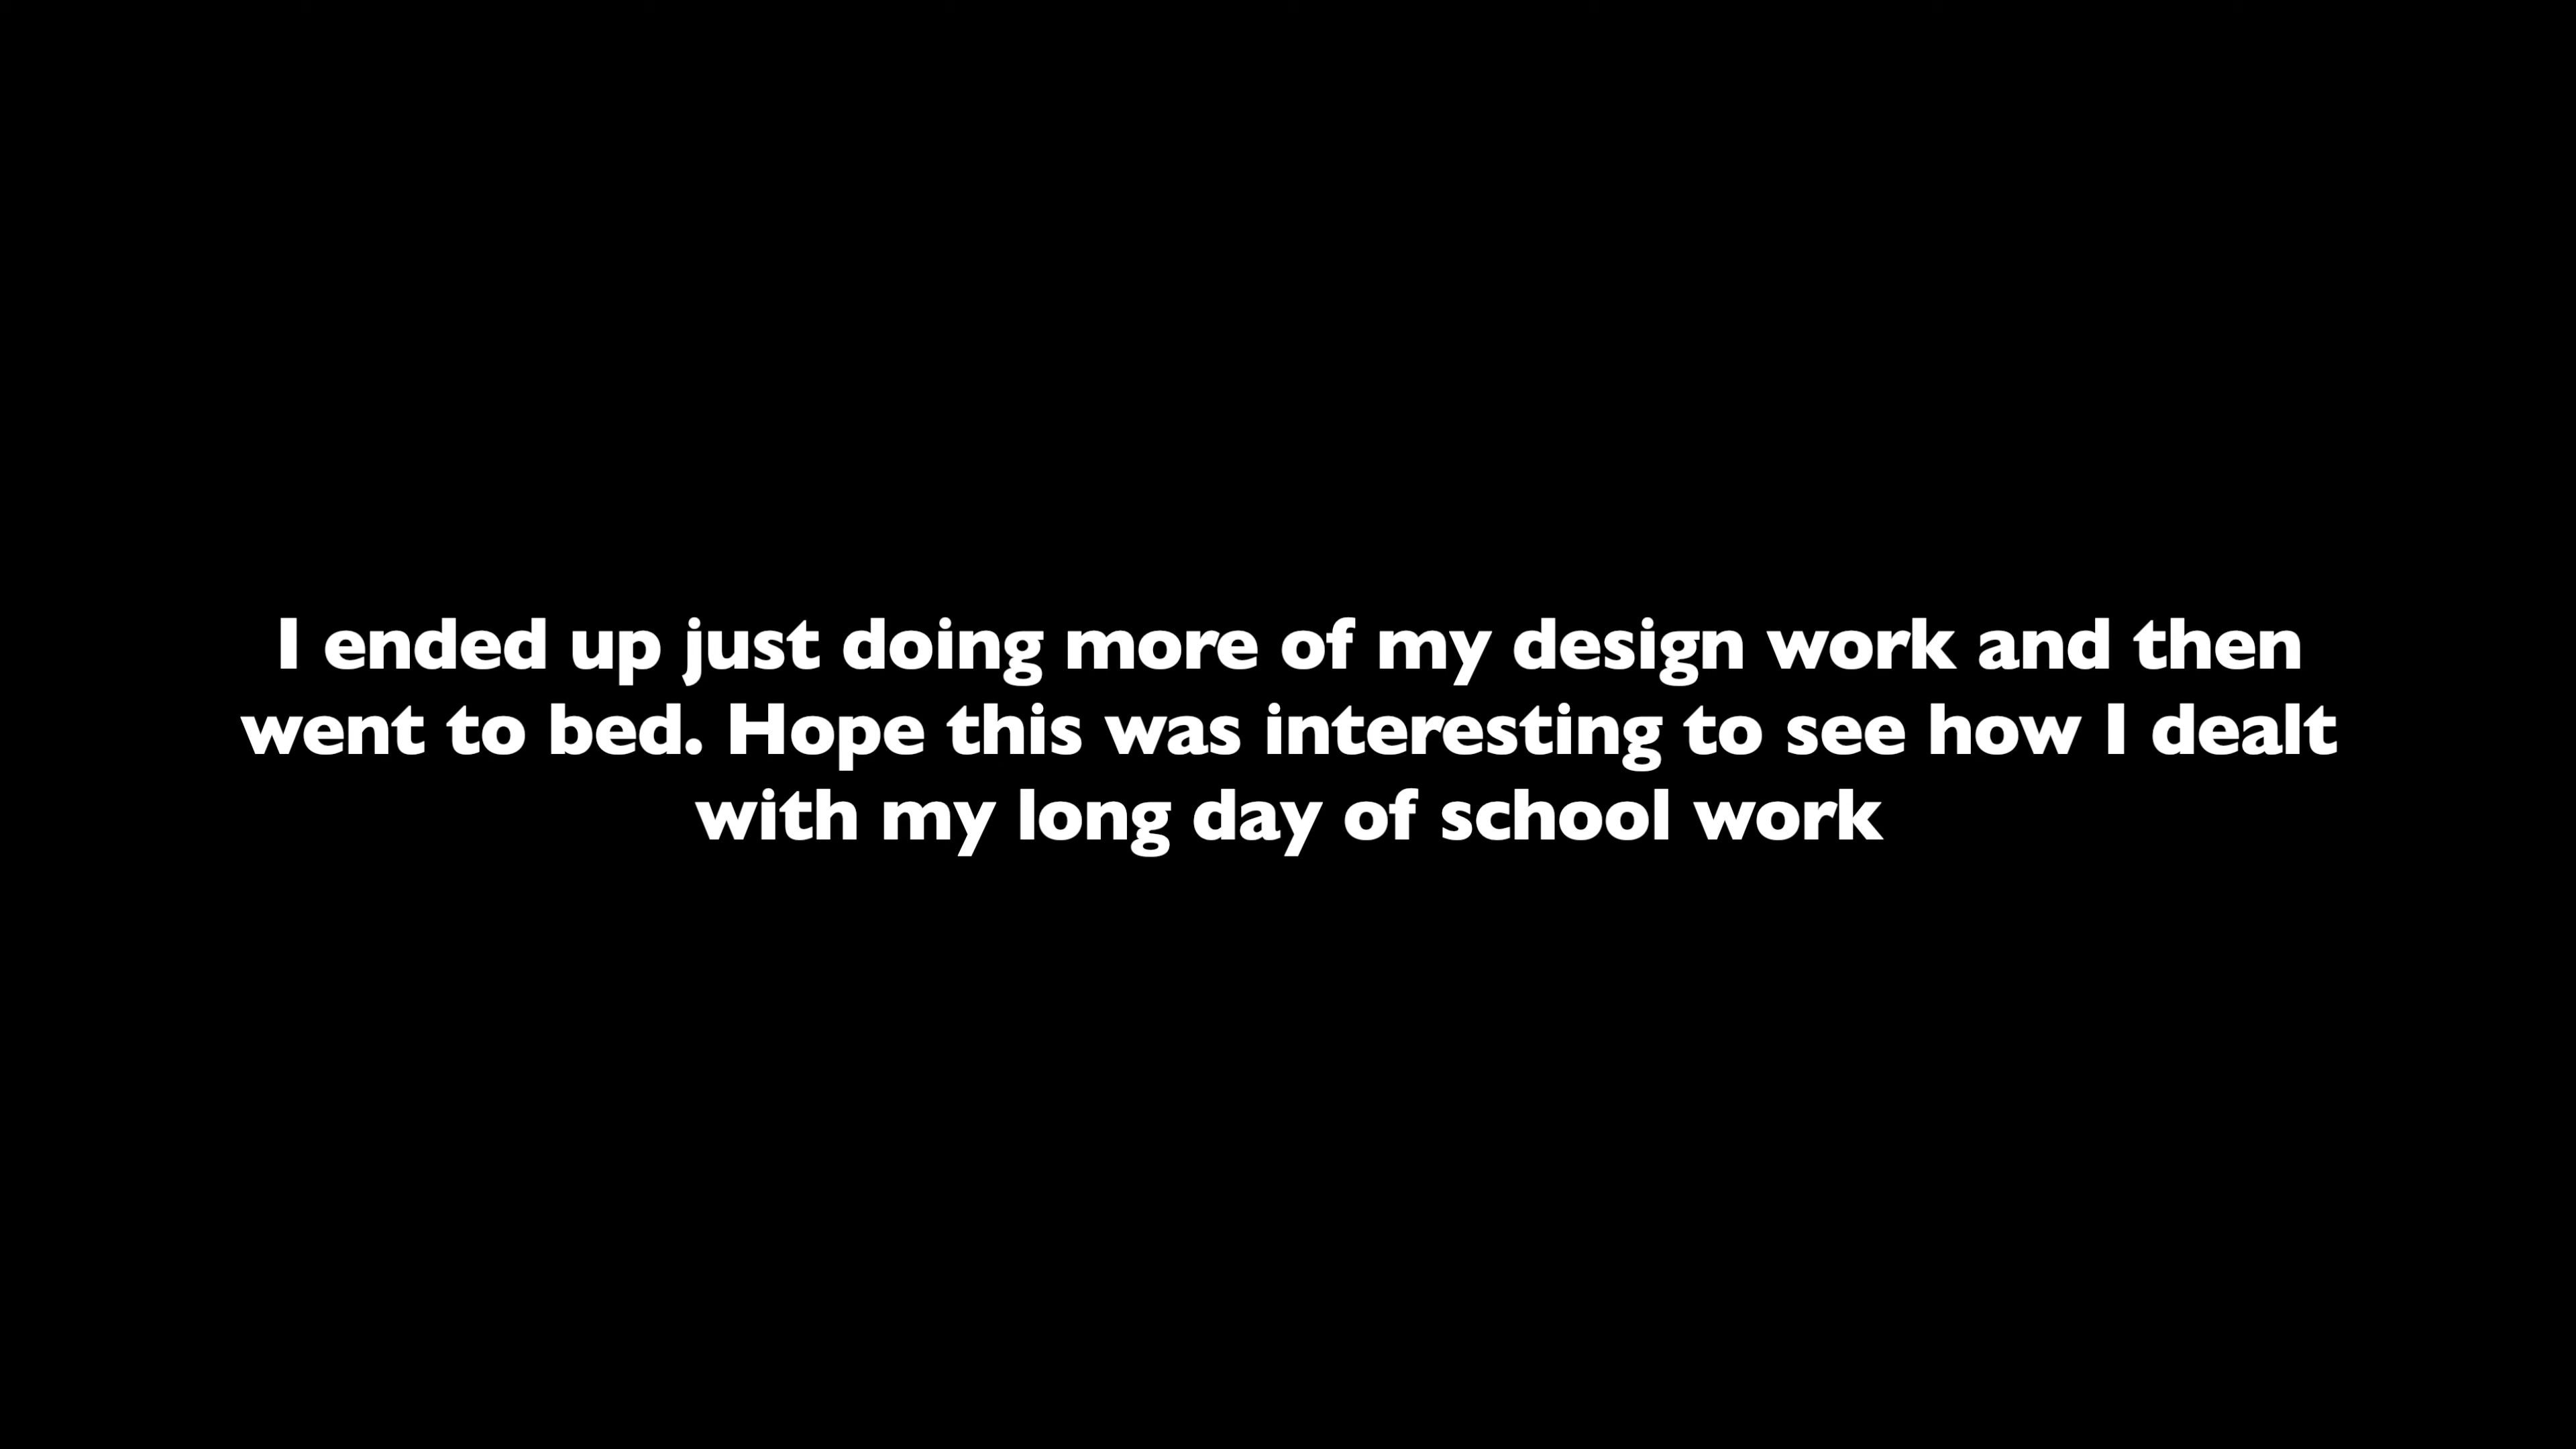 I ended up just doing more of my design work and then
went to bed. Hope this was interesting to see how I dealt
with my long day of school work